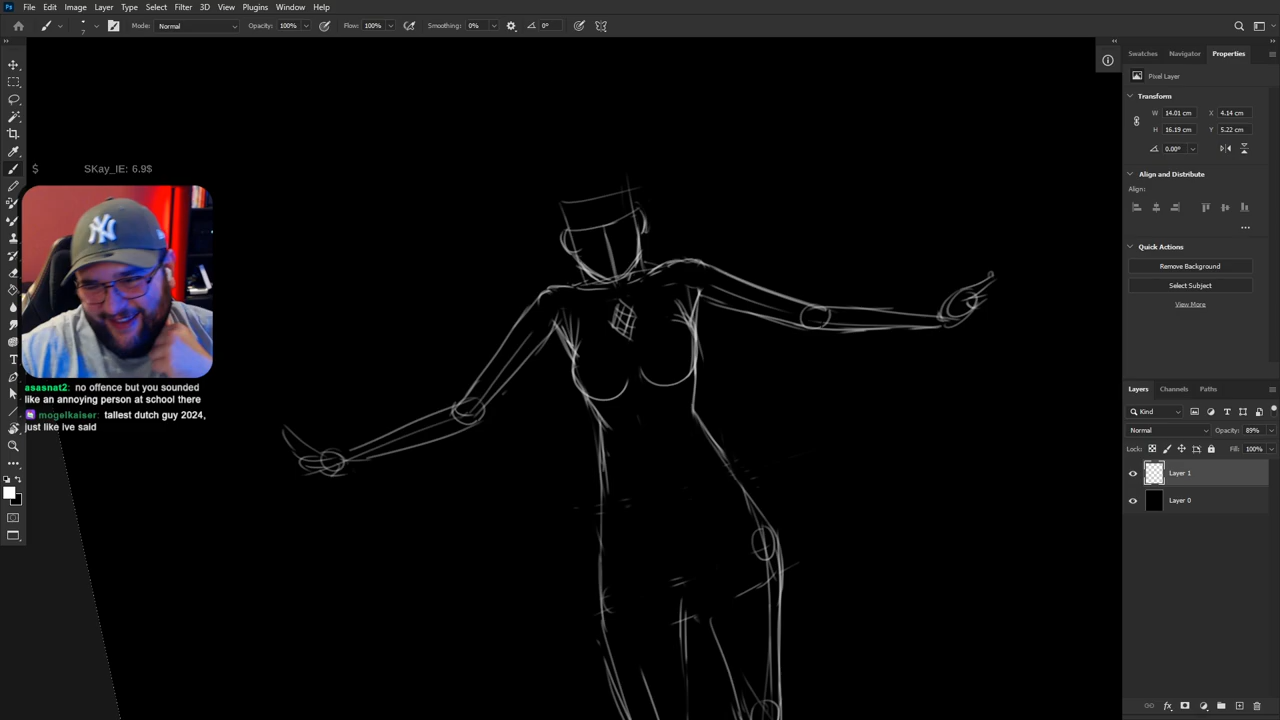 Ps File Edit Image Layer Type Select Filter 3D View Plugins Window Help
7 Mode: Normal Opacity: 100% Flow: 100% Smoothing: 0% 0°
Swatches Navigator Properties
Pixel Layer
Transform
W 14.01 cm X 4.14 cm
H 16.19 cm Y 5.22 cm
0.00°
Align and Distribute
Align:
Quick Actions
Remove Background
Select Subject
View More
$ SKay_IE: 6.9$
NY
asasnat2: no offence but you sounded
like an annoying person at school there
mogelkaiser: tallest dutch guy 2024,
just like ive said
Layers Channels Paths
Kind
Normal Opacity: 89%
Lock: Fill: 100%
Layer 1
Layer 0